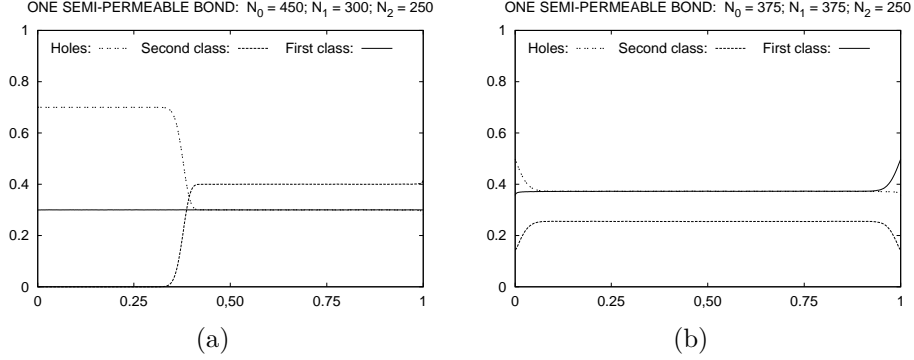 ONE SEMI-PERMEABLE BOND: N₀ = 450; N₁ = 300; N₂ = 250
Holes: Second class: First class:
1
0.8
0.6
0.4
0.2
0
0 0.25 0,50 0.75 1
(a)
ONE SEMI-PERMEABLE BOND: N₀ = 375; N₁ = 375; N₂ = 250
Holes: Second class: First class:
1
0.8
0.6
0.4
0.2
0
0 0.25 0,50 0.75 1
(b)